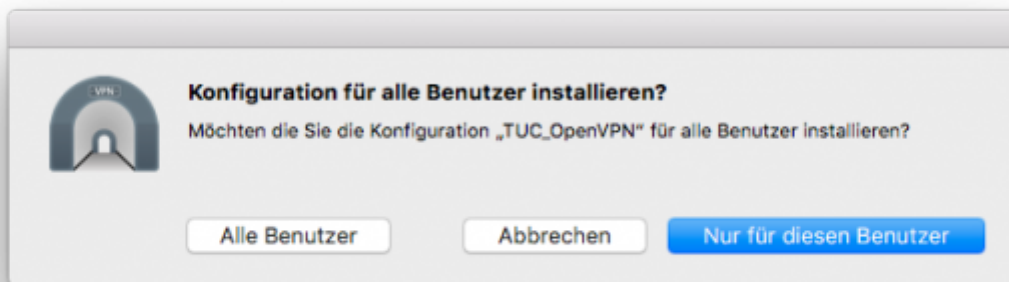 VPN
Konfiguration für alle Benutzer installieren?
Möchten die Sie die Konfiguration „TUC_OpenVPN“ für alle Benutzer installieren?
Alle Benutzer
Abbrechen
Nur für diesen Benutzer